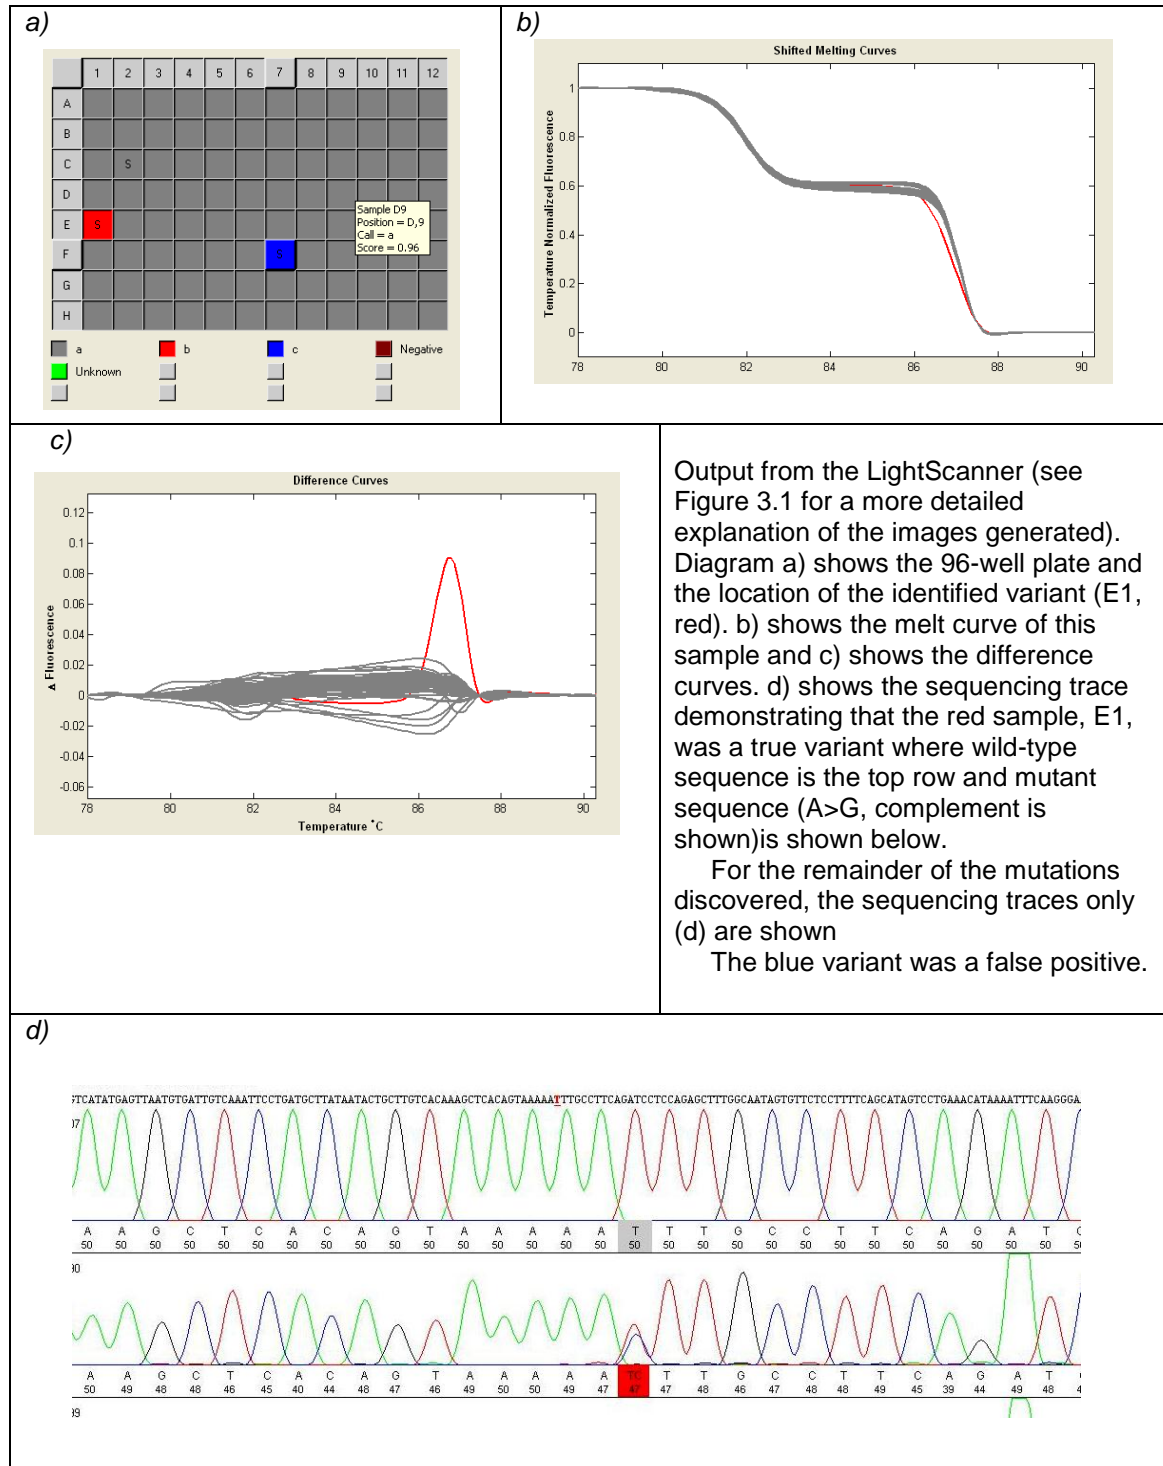 a)
1 2 3 4 5 6 7 8 9 10 11 12
A
B
C S
D
E S
F S
G
H
Sample D9
Position = D,9
Call = a
Score = 0.96
a b c Negative
Unknown
b)
Shifted Melting Curves
Temperature Normalized Fluorescence
1
0.8
0.6
0.4
0.2
0
78 80 82 84 86 88 90
c)
Difference Curves
Δ Fluorescence
0.12
0.1
0.08
0.06
0.04
0.02
0
-0.02
-0.04
-0.06
78 80 82 84 86 88 90
Temperature °C
Output from the LightScanner (see
Figure 3.1 for a more detailed
explanation of the images generated).
Diagram a) shows the 96-well plate and
the location of the identified variant (E1,
red). b) shows the melt curve of this
sample and c) shows the difference
curves. d) shows the sequencing trace
demonstrating that the red sample, E1,
was a true variant where wild-type
sequence is the top row and mutant
sequence (A>G, complement is
shown)is shown below.
For the remainder of the mutations
discovered, the sequencing traces only
(d) are shown
The blue variant was a false positive.
d)
GTCATATGAGTTAATGTGATTGTCAAATTCCTGATGCTTATAATACTGCTTGTCACAAAGCTCACAGTAAAAATTTGCCTTCAGATCCTCCAGAGCTTTGGCAATAGTGTTCTCCTTTTCAGCATAGTCCTGAAACATAAAATTTCAAGGGA
07
A A G C T C A C A G T A A A A A T T T G C C T T C A G A T C
50 50 50 50 50 50 50 50 50 50 50 50 50 50 50 50 50 50 50 50 50 50 50 50 50 50 50 50 50 50
90
A A G C T C A C A G T A A A A A TC T T G C C T T C A G A T C
50 49 48 46 45 40 44 48 47 46 49 50 50 49 47 47 47 48 46 47 48 48 49 45 39 44 49 48 4
39